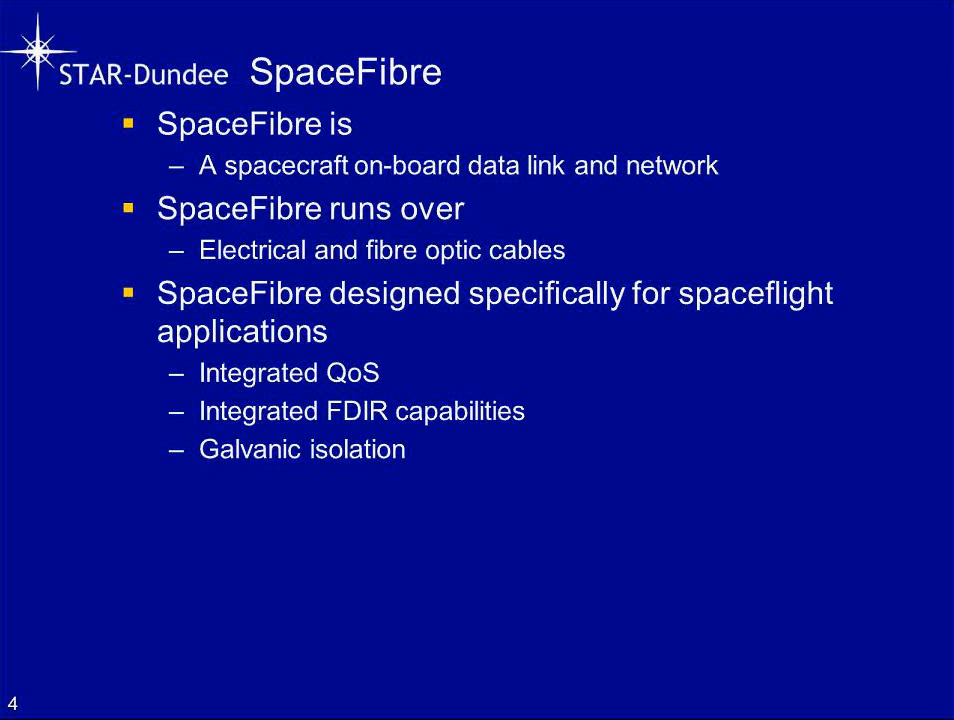 STAR-Dundee SpaceFibre
▪ SpaceFibre is
– A spacecraft on-board data link and network
▪ SpaceFibre runs over
– Electrical and fibre optic cables
▪ SpaceFibre designed specifically for spaceflight
applications
– Integrated QoS
– Integrated FDIR capabilities
– Galvanic isolation
4